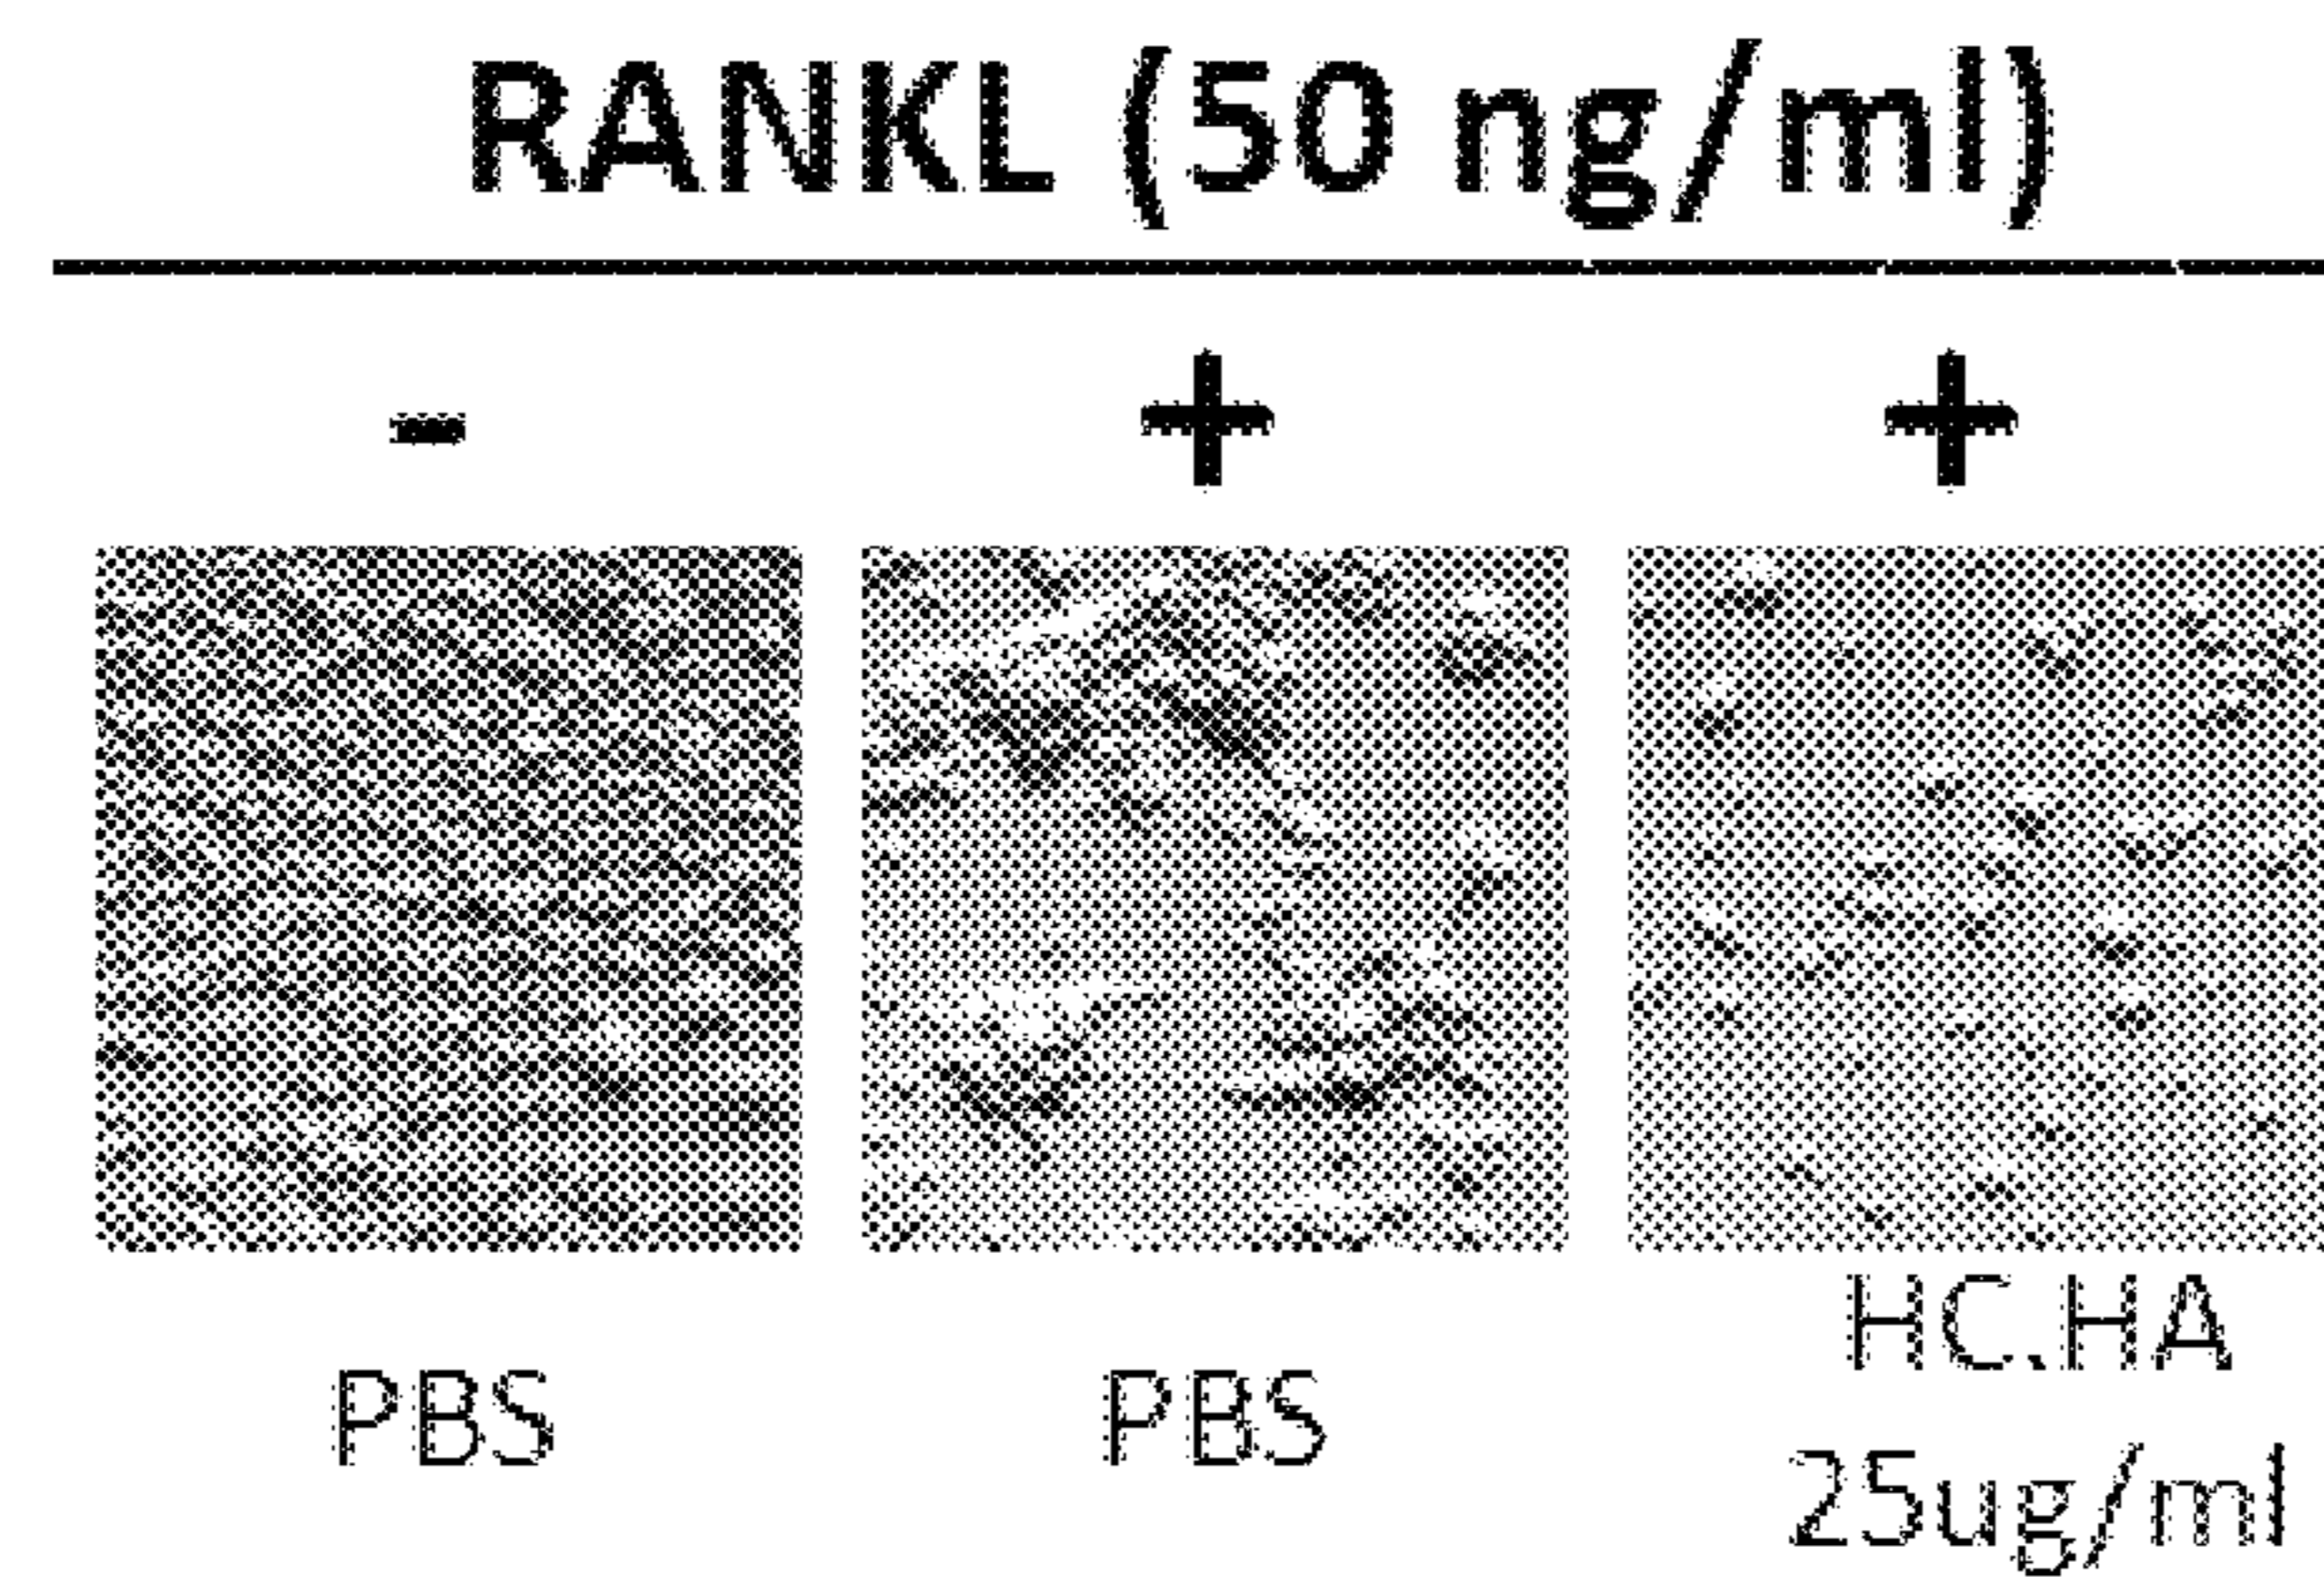 RANKL (50 ng/ml)
- + +
PBS PBS HC.HA
25ug/ml